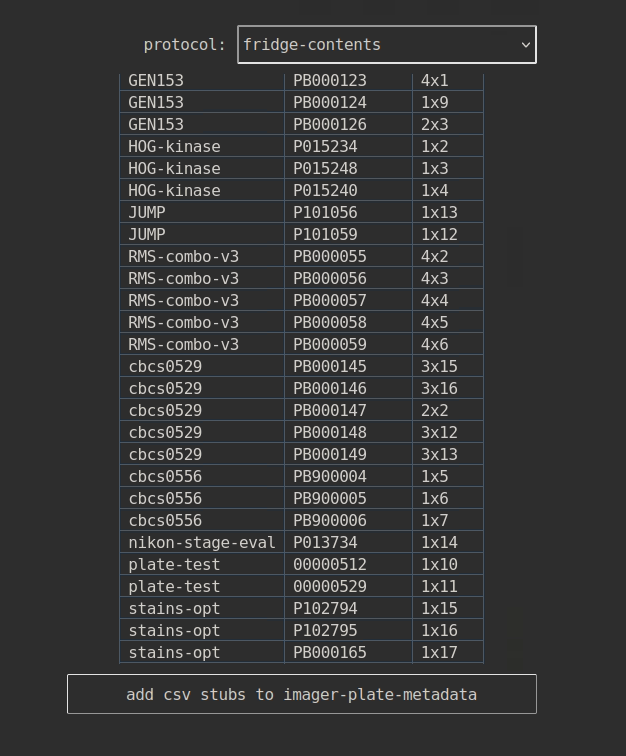 protocol: fridge-contents
GEN153 PB000123 4x1
GEN153 PB000124 1x9
GEN153 PB000126 2x3
HOG-kinase P015234 1x2
HOG-kinase P015248 1x3
HOG-kinase P015240 1x4
JUMP P101056 1x13
JUMP P101059 1x12
RMS-combo-v3 PB000055 4x2
RMS-combo-v3 PB000056 4x3
RMS-combo-v3 PB000057 4x4
RMS-combo-v3 PB000058 4x5
RMS-combo-v3 PB000059 4x6
cbcs0529 PB000145 3x15
cbcs0529 PB000146 3x16
cbcs0529 PB000147 2x2
cbcs0529 PB000148 3x12
cbcs0529 PB000149 3x13
cbcs0556 PB900004 1x5
cbcs0556 PB900005 1x6
cbcs0556 PB900006 1x7
nikon-stage-eval P013734 1x14
plate-test 00000512 1x10
plate-test 00000529 1x11
stains-opt P102794 1x15
stains-opt P102795 1x16
stains-opt PB000165 1x17
add csv stubs to imager-plate-metadata